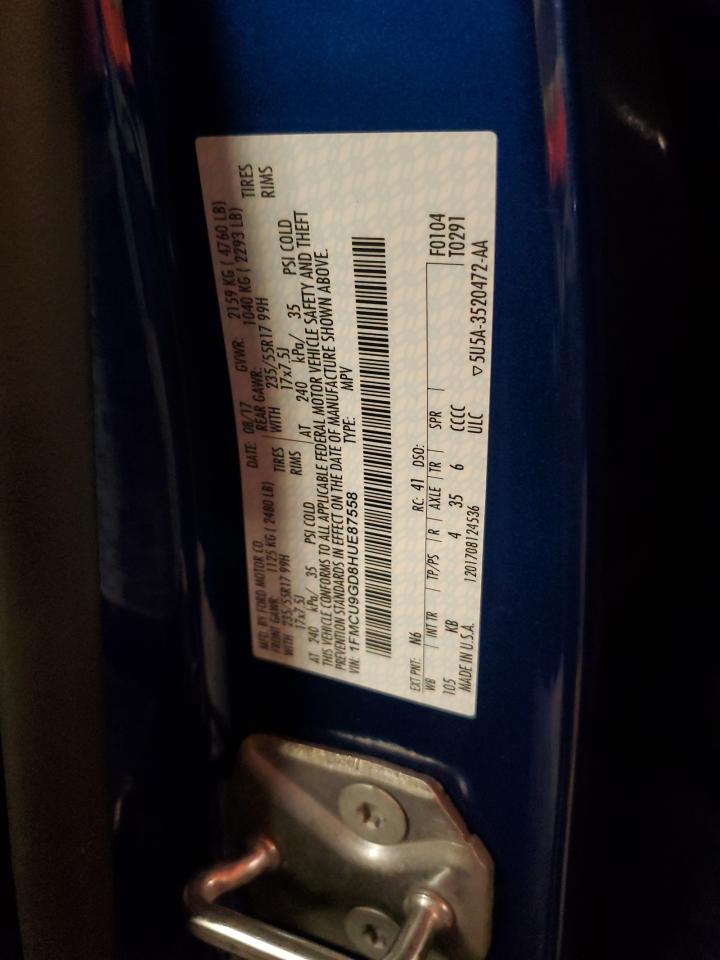 MFD. BY FORD MOTOR CO. DATE: 08/17 GVWR: 2159 KG ( 4760 LB)
FRONT GAWR: 1125 KG ( 2480 LB) REAR GAWR: 1040 KG ( 2293 LB)
WITH 235/55R17 99H TIRES WITH 235/55R17 99H TIRES
17x7.5J RIMS 17x7.5J RIMS
AT 240 kPa/ 35 PSI COLD AT 240 kPa/ 35 PSI COLD
THIS VEHICLE CONFORMS TO ALL APPLICABLE FEDERAL MOTOR VEHICLE SAFETY AND THEFT
PREVENTION STANDARDS IN EFFECT ON THE DATE OF MANUFACTURE SHOWN ABOVE.
VIN: 1FMCU9GD8HUE87558 TYPE: MPV
EXT PNT: N6 RC: 41 DSO: F0104
WB INT TR TP/PS R AXLE TR SPR T0291
105 KB 4 35 6 CCCC
MADE IN U.S.A. 1201708124536 ULC ▽5U5A-3520472-AA